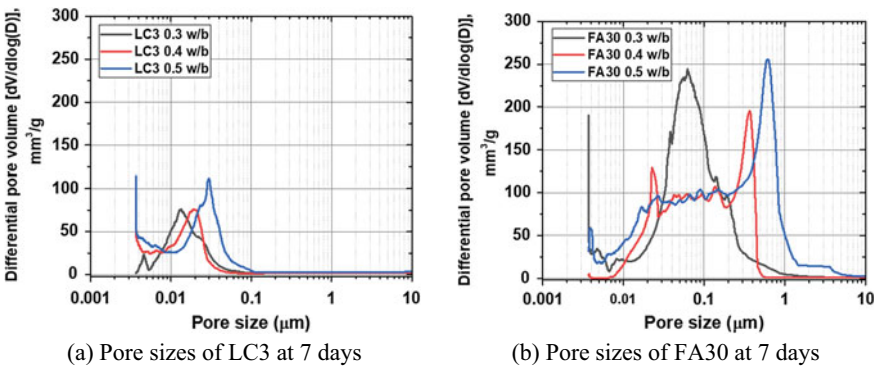 Differential pore volume [dV/dlog(D)],
mm³/g
300
250
200
150
100
50
0
LC3 0.3 w/b
LC3 0.4 w/b
LC3 0.5 w/b
0.001 0.01 0.1 1 10
Pore size (μm)
(a) Pore sizes of LC3 at 7 days
Differential pore volume [dV/dlog(D)],
mm³/g
300
250
200
150
100
50
0
FA30 0.3 w/b
FA30 0.4 w/b
FA30 0.5 w/b
0.001 0.01 0.1 1 10
Pore size (μm)
(b) Pore sizes of FA30 at 7 days